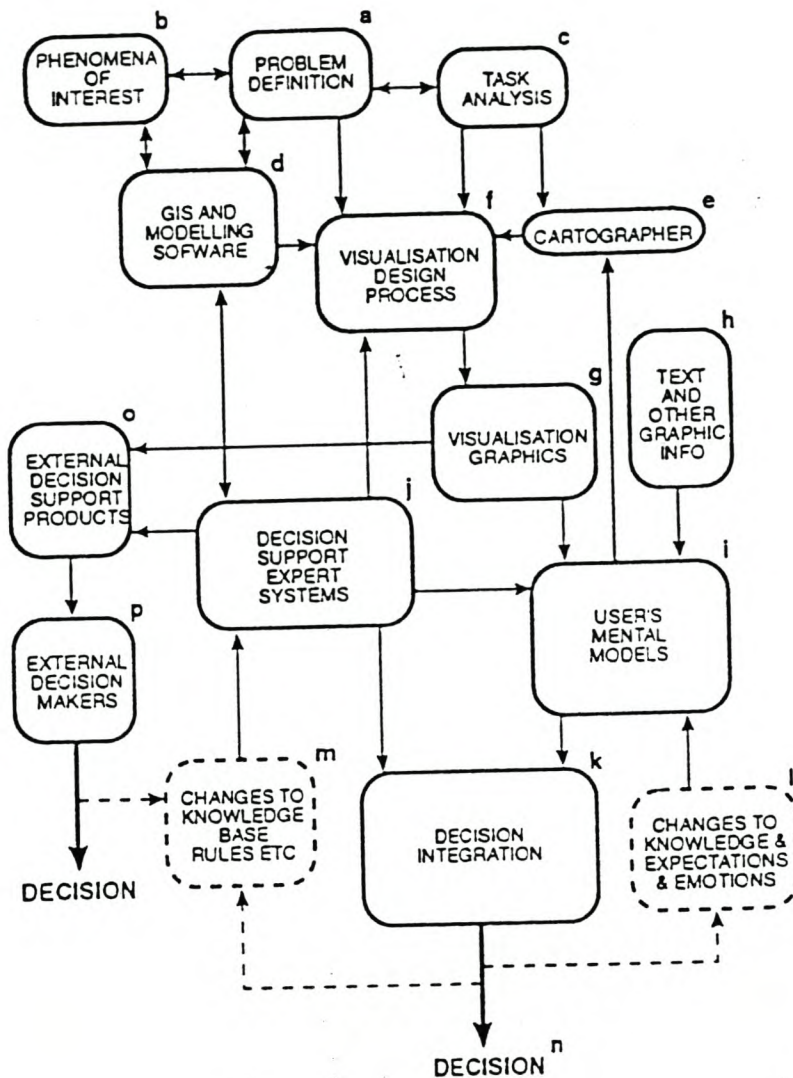 b
a
c
PHENOMENA
OF
INTEREST
PROBLEM
DEFINITION
TASK
ANALYSIS
d
f
e
GIS AND
MODELLING
SOFWARE
VISUALISATION
DESIGN
PROCESS
CARTOGRAPHER
h
g
TEXT
AND
OTHER
GRAPHIC
INFO
VISUALISATION
GRAPHICS
o
EXTERNAL
DECISION
SUPPORT
PRODUCTS
j
DECISION
SUPPORT
EXPERT
SYSTEMS
i
USER'S
MENTAL
MODELS
p
EXTERNAL
DECISION
MAKERS
m
CHANGES TO
KNOWLEDGE
BASE
RULES ETC
k
DECISION
INTEGRATION
l
CHANGES TO
KNOWLEDGE &
EXPECTATIONS
& EMOTIONS
DECISION
n
DECISION